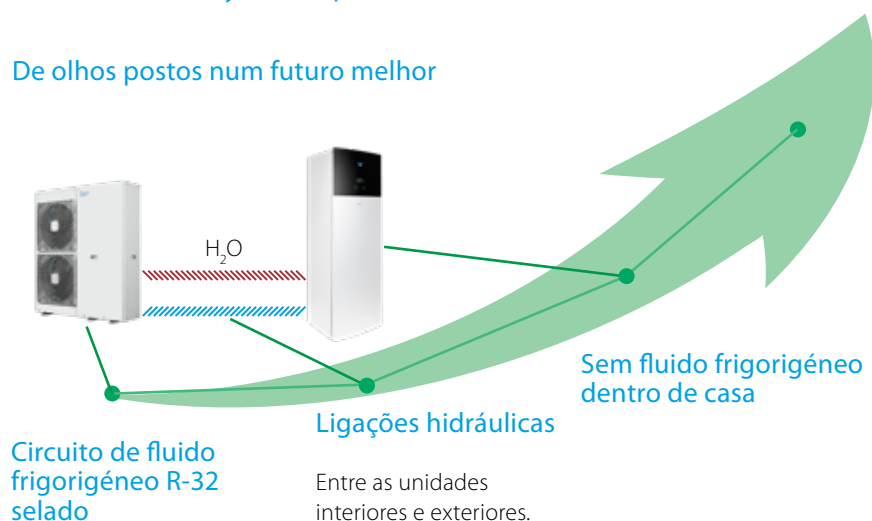 De olhos postos num futuro melhor
H₂O
Sem fluido frigorigéneo
dentro de casa
Ligações hidráulicas
Entre as unidades
interiores e exteriores.
Circuito de fluido
frigorigéneo R-32
selado